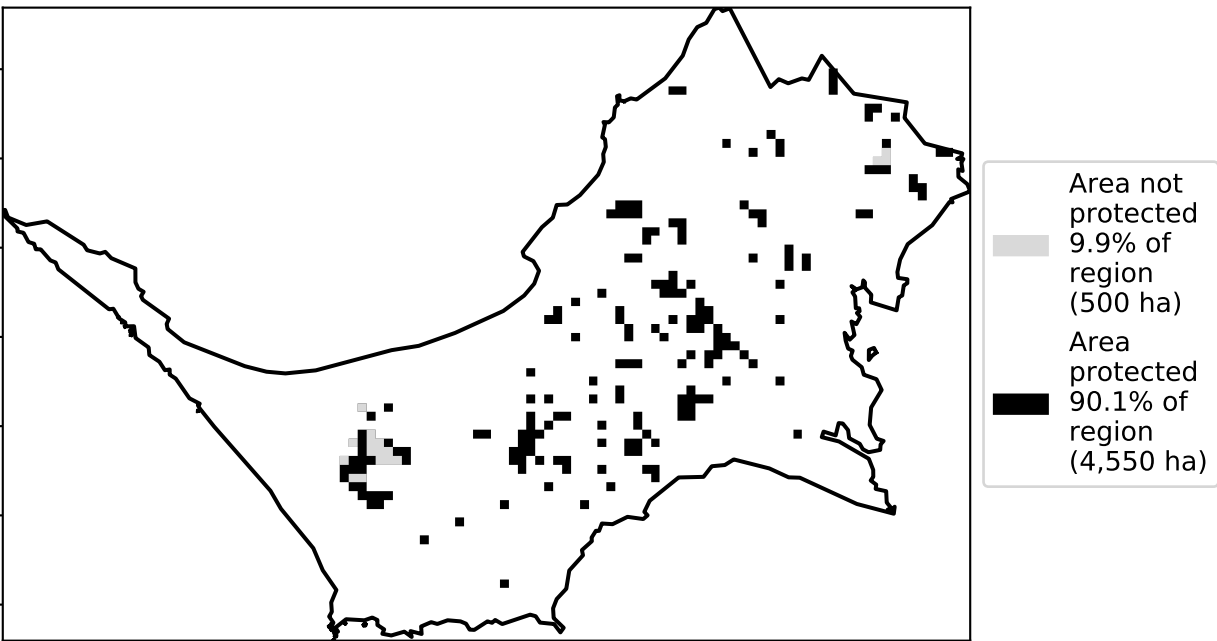 Area not
protected
9.9% of
region
(500 ha)
Area
protected
90.1% of
region
(4,550 ha)